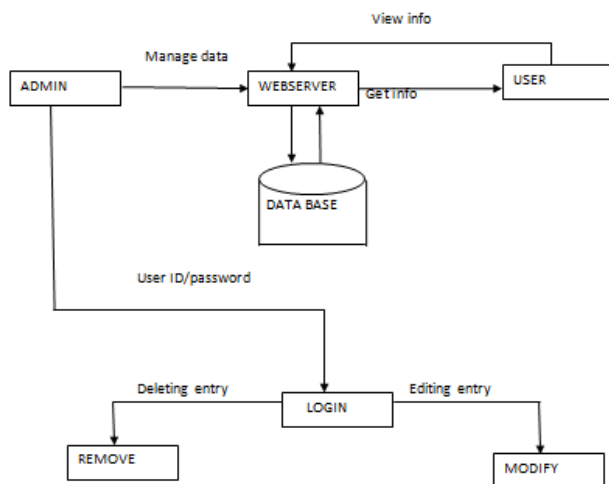 View info
Manage data
ADMIN
WEBSERVER
USER
Get info
DATA BASE
User ID/password
Deleting entry
Editing entry
LOGIN
REMOVE
MODIFY